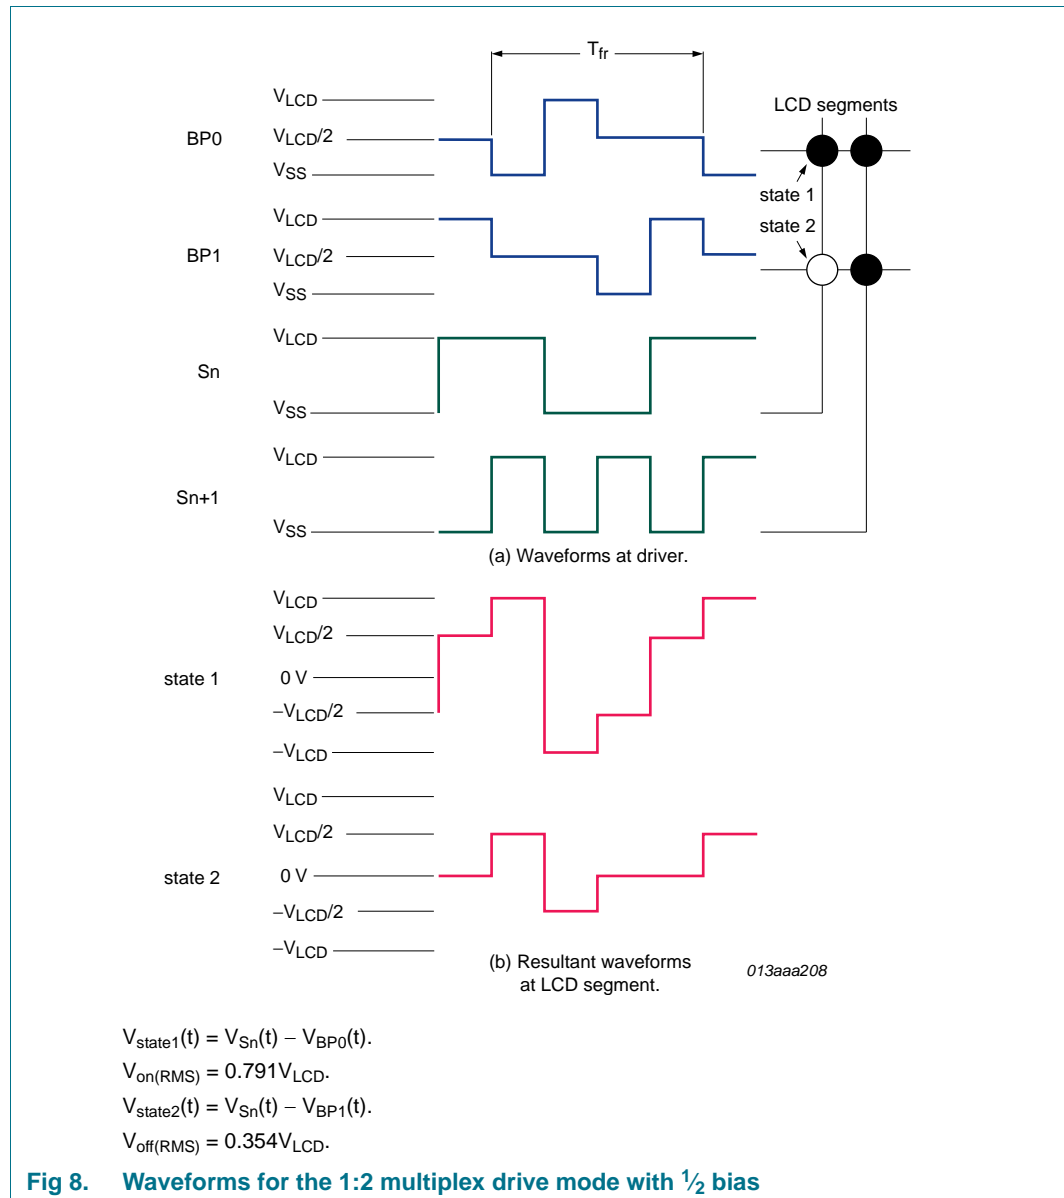 Tfr
VLCD
LCD segments
BP0
VLCD/2
VSS
state 1
VLCD
state 2
BP1
VLCD/2
VSS
VLCD
Sn
VSS
VLCD
Sn+1
VSS
(a) Waveforms at driver.
VLCD
VLCD/2
state 1
0 V
−VLCD/2
−VLCD
VLCD
VLCD/2
state 2
0 V
−VLCD/2
−VLCD
(b) Resultant waveforms
at LCD segment.
013aaa208
Vstate1(t) = VSn(t) − VBP0(t).
Von(RMS) = 0.791VLCD.
Vstate2(t) = VSn(t) − VBP1(t).
Voff(RMS) = 0.354VLCD.
Fig 8. Waveforms for the 1:2 multiplex drive mode with 1⁄2 bias